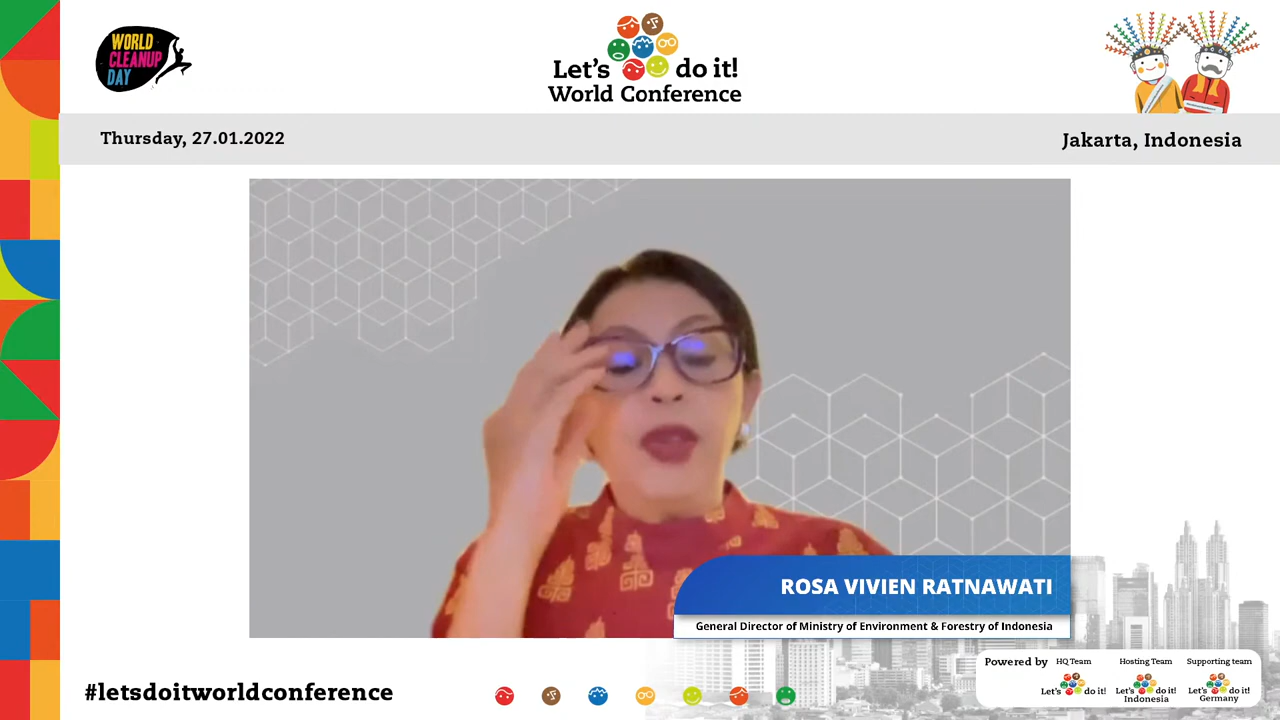 WORLD
CLEANUP
DAY
Let's do it!
World Conference
Thursday, 27.01.2022
Jakarta, Indonesia
ROSA VIVIEN RATNAWATI
General Director of Ministry of Environment & Forestry of Indonesia
Powered by
HQ Team
Hosting Team
Supporting team
Let's do it!
Let's do it!
Indonesia
Let's do it!
Germany
#letsdoitworldconference